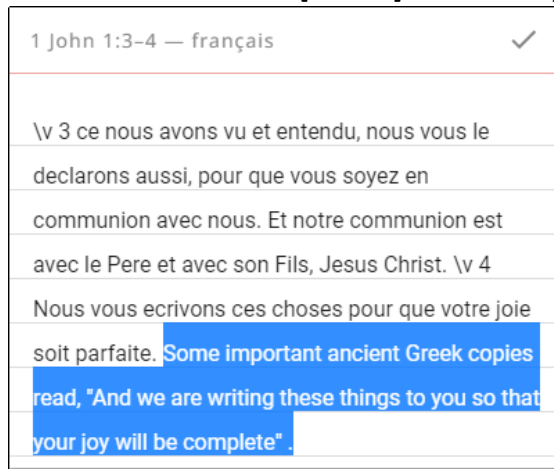 1 John 1:3–4 — français
\v 3 ce nous avons vu et entendu, nous vous le
declarons aussi, pour que vous soyez en
communion avec nous. Et notre communion est
avec le Pere et avec son Fils, Jesus Christ. \v 4
Nous vous ecrivons ces choses pour que votre joie
soit parfaite. Some important ancient Greek copies
read, "And we are writing these things to you so that
your joy will be complete" .